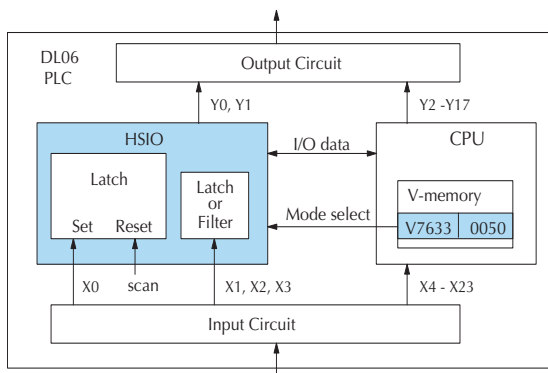 DL06
PLC
Output Circuit
Y0, Y1
Y2 -Y17
HSIO
I/O data
CPU
Latch
Latch
or
Filter
V-memory
Set
Reset
Mode select
V7633
0050
X0
scan
X1, X2, X3
X4 - X23
Input Circuit